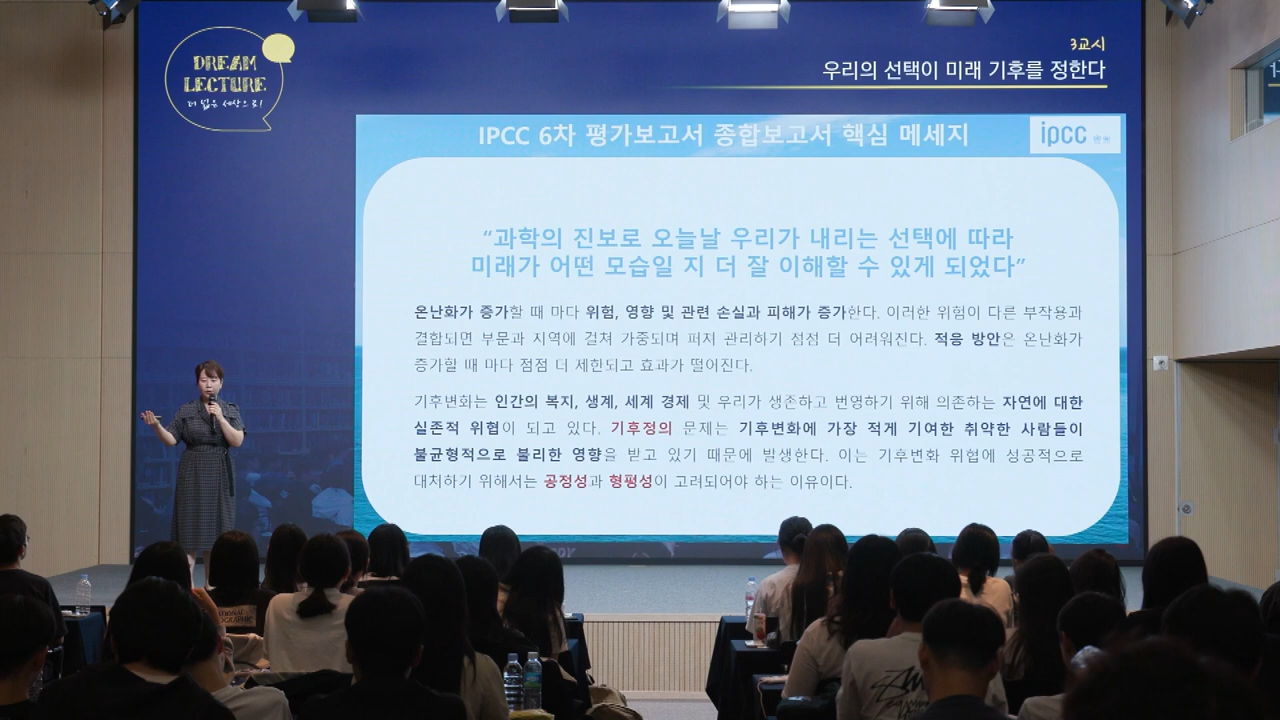 DREAM
LECTURE
더 넓은 세상으로!
3교시
우리의 선택이 미래 기후를 정한다
IPCC 6차 평가보고서 종합보고서 핵심 메세지
ipcc
“과학의 진보로 오늘날 우리가 내리는 선택에 따라
미래가 어떤 모습일 지 더 잘 이해할 수 있게 되었다”
온난화가 증가할 때 마다 위험, 영향 및 관련 손실과 피해가 증가한다. 이러한 위험이 다른 부작용과
결합되면 부문과 지역에 걸쳐 가중되며 퍼지 관리하기 점점 더 어려워진다. 적응 방안은 온난화가
증가할 때 마다 점점 더 제한되고 효과가 떨어진다.
기후변화는 인간의 복지, 생계, 세계 경제 및 우리가 생존하고 번영하기 위해 의존하는 자연에 대한
실존적 위협이 되고 있다. 기후정의 문제는 기후변화에 가장 적게 기여한 취약한 사람들이
불균형적으로 불리한 영향을 받고 있기 때문에 발생한다. 이는 기후변화 위협에 성공적으로
대처하기 위해서는 공정성과 형평성이 고려되어야 하는 이유이다.